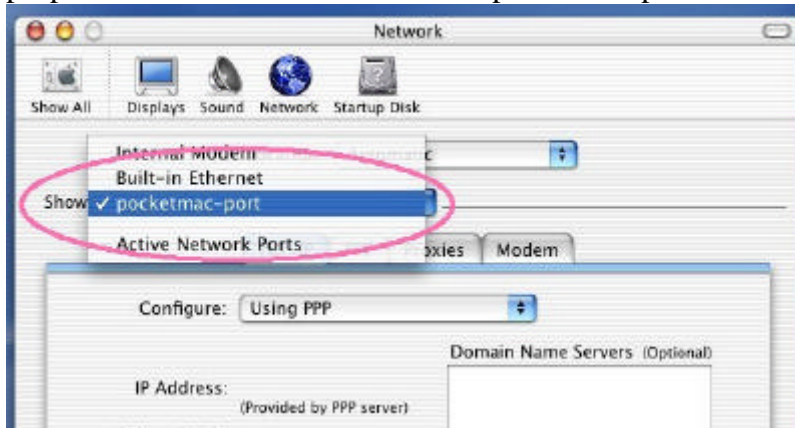 Network
Show All Displays Sound Network Startup Disk
Internal Modem
Built-in Ethernet
Show ✓ pocketmac-port
Active Network Ports
Modem
Configure: Using PPP
Domain Name Servers (Optional)
IP Address:
(Provided by PPP server)